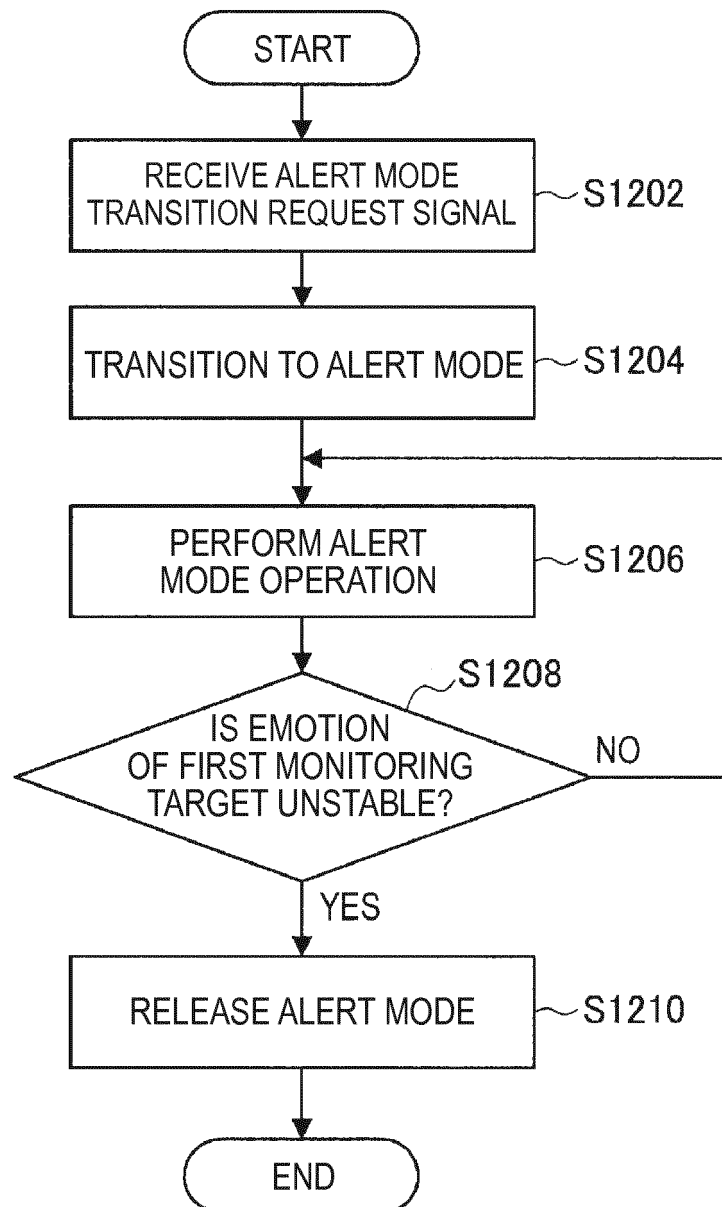 START
RECEIVE ALERT MODE
TRANSITION REQUEST SIGNAL
S1202
TRANSITION TO ALERT MODE
S1204
PERFORM ALERT
MODE OPERATION
S1206
S1208
IS EMOTION
OF FIRST MONITORING
TARGET UNSTABLE?
NO
YES
RELEASE ALERT MODE
S1210
END